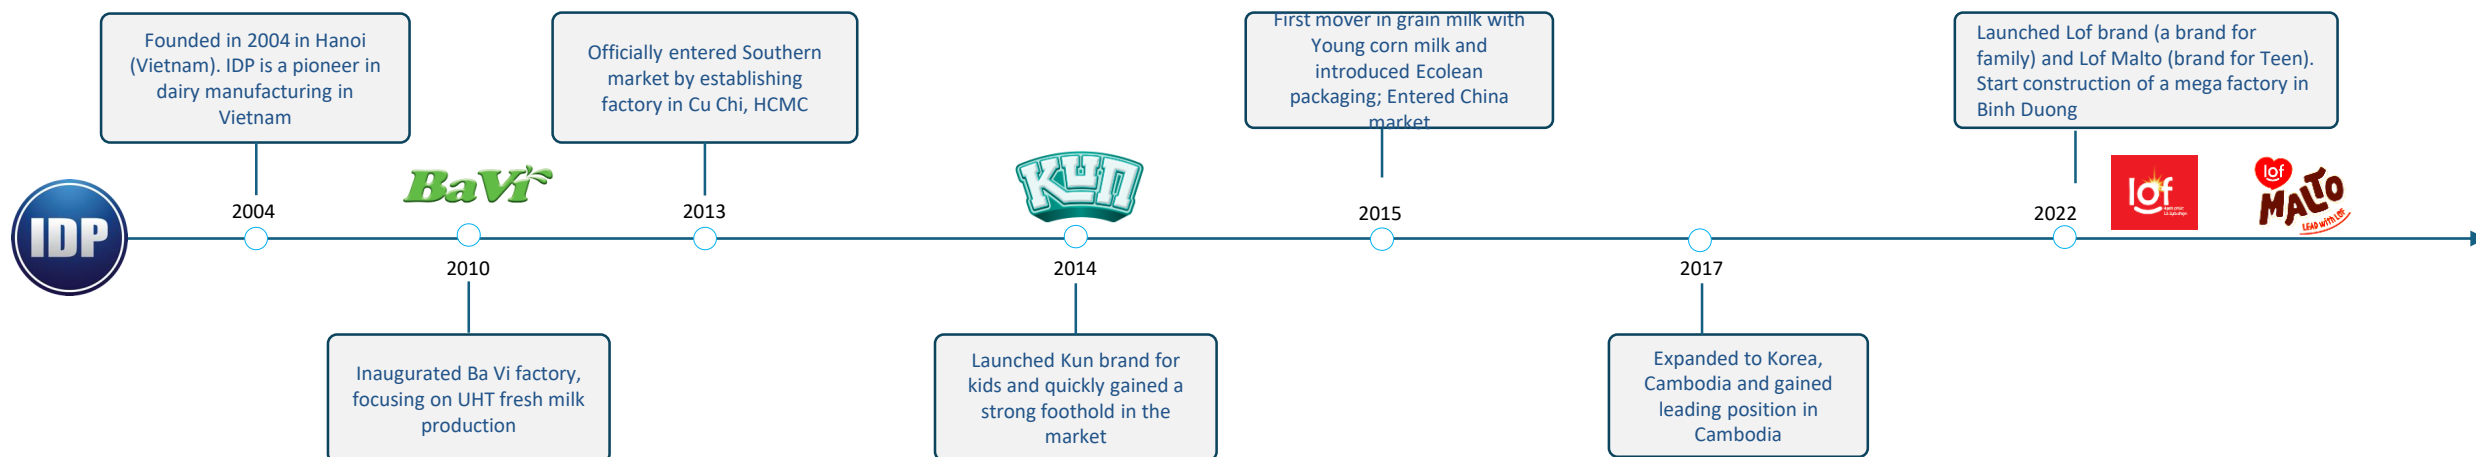 Founded in 2004 in Hanoi
(Vietnam). IDP is a pioneer in
dairy manufacturing in
Vietnam
Officially entered Southern
market by establishing
factory in Cu Chi, HCMC
First mover in grain milk with
Young corn milk and
introduced Ecolean
packaging; Entered China
market
Launched Lof brand (a brand for
family) and Lof Malto (brand for Teen).
Start construction of a mega factory in
Binh Duong
IDP
2004
BaVi
2010
2013
KUN
2014
2015
2017
2022
lof
lof
MALTO
LEAD with LOF
Inaugurated Ba Vi factory,
focusing on UHT fresh milk
production
Launched Kun brand for
kids and quickly gained a
strong foothold in the
market
Expanded to Korea,
Cambodia and gained
leading position in
Cambodia